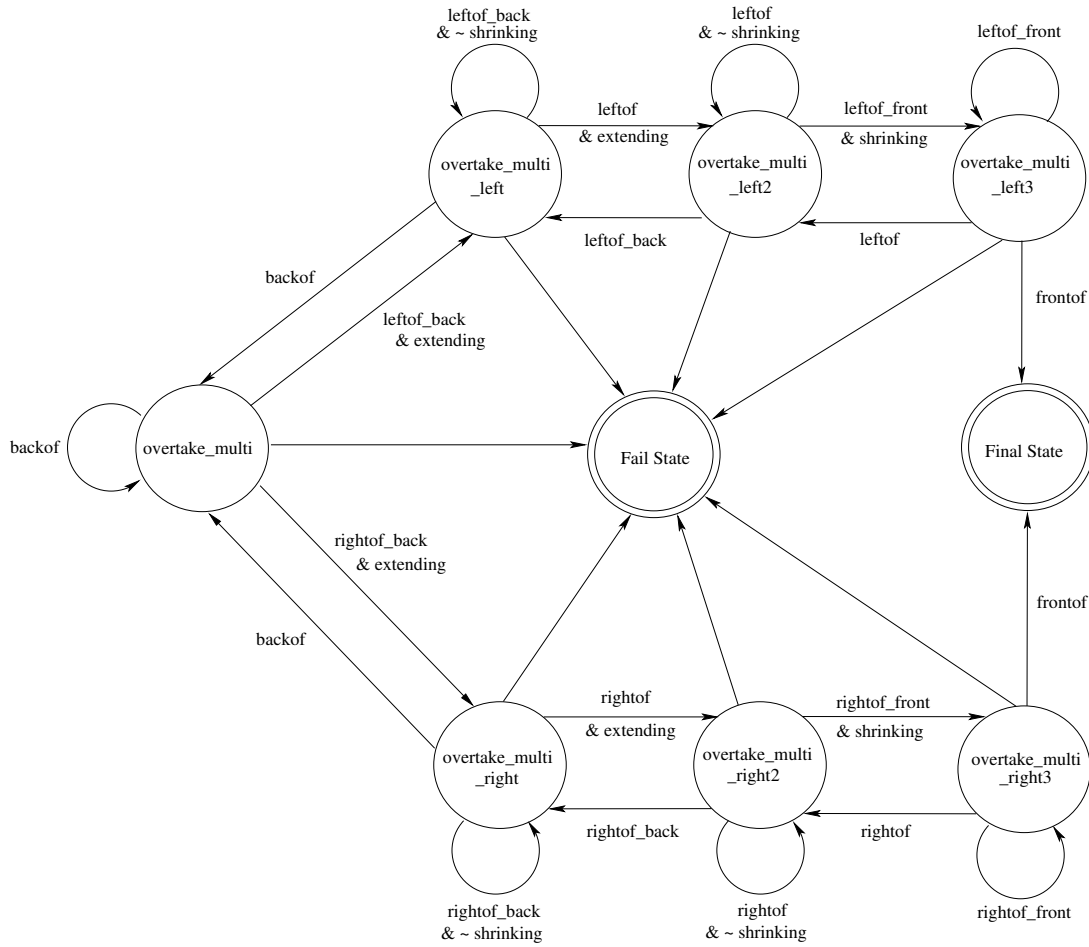 leftof_back
& ~ shrinking
leftof
& ~ shrinking
leftof_front
leftof
& extending
leftof_front
& shrinking
overtake_multi
_left
overtake_multi
_left2
overtake_multi
_left3
leftof_back
leftof
backof
leftof_back
& extending
frontof
backof
overtake_multi
Fail State
Final State
rightof_back
& extending
backof
frontof
rightof
& extending
rightof_front
& shrinking
overtake_multi
_right
overtake_multi
_right2
overtake_multi
_right3
rightof_back
rightof
rightof_back
& ~ shrinking
rightof
& ~ shrinking
rightof_front